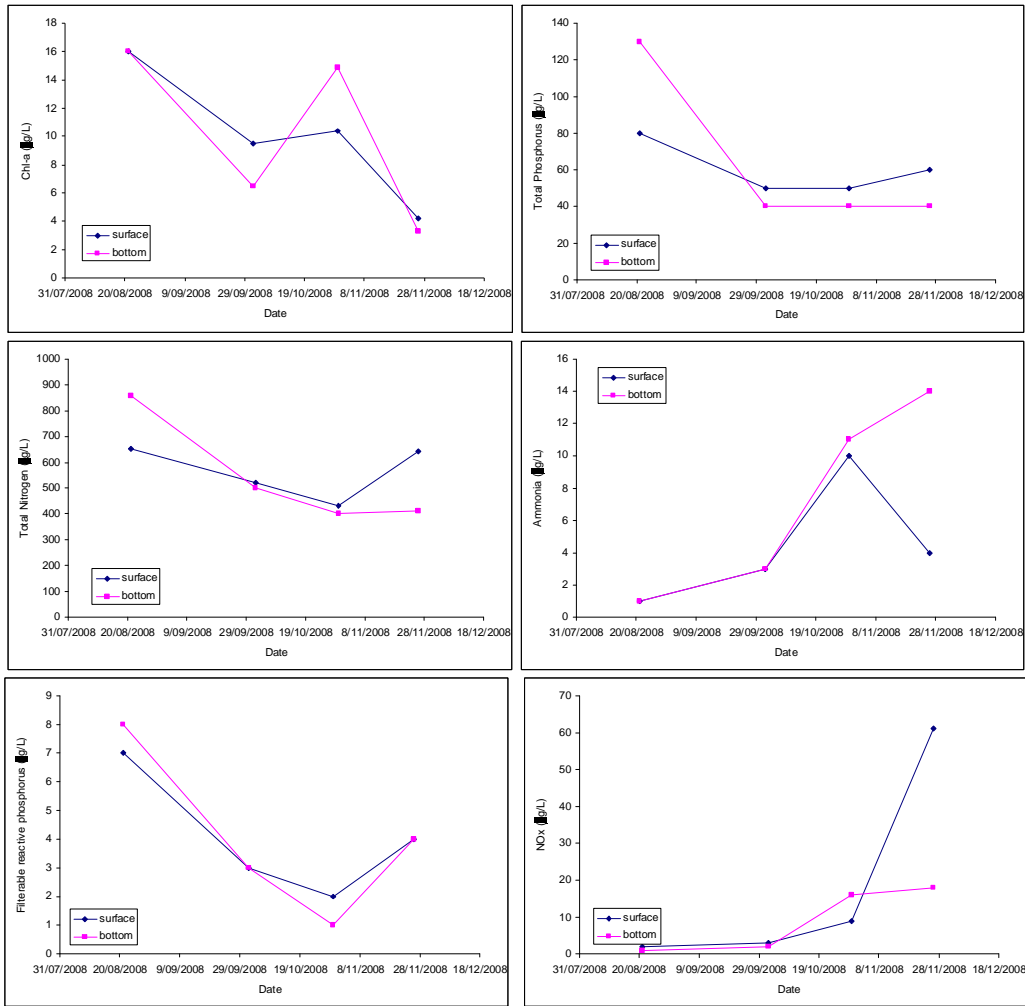 Chl-a (█g/L)
18
16
14
12
10
8
6
4
2
0
surface
bottom
31/07/2008 20/08/2008 9/09/2008 29/09/2008 19/10/2008 8/11/2008 28/11/2008 18/12/2008
Date
Total Phosphorus (█g/L)
140
120
100
80
60
40
20
0
surface
bottom
31/07/2008 20/08/2008 9/09/2008 29/09/2008 19/10/2008 8/11/2008 28/11/2008 18/12/2008
Date
Total Nitrogen (█g/L)
1000
900
800
700
600
500
400
300
200
100
0
surface
bottom
31/07/2008 20/08/2008 9/09/2008 29/09/2008 19/10/2008 8/11/2008 28/11/2008 18/12/2008
Date
Ammonia (█g/L)
16
14
12
10
8
6
4
2
0
surface
bottom
31/07/2008 20/08/2008 9/09/2008 29/09/2008 19/10/2008 8/11/2008 28/11/2008 18/12/2008
Date
Filterable reactive phosphorus (█g/L)
9
8
7
6
5
4
3
2
1
0
surface
bottom
31/07/2008 20/08/2008 9/09/2008 29/09/2008 19/10/2008 8/11/2008 28/11/2008 18/12/2008
Date
NOx (█g/L)
70
60
50
40
30
20
10
0
surface
bottom
31/07/2008 20/08/2008 9/09/2008 29/09/2008 19/10/2008 8/11/2008 28/11/2008 18/12/2008
Date